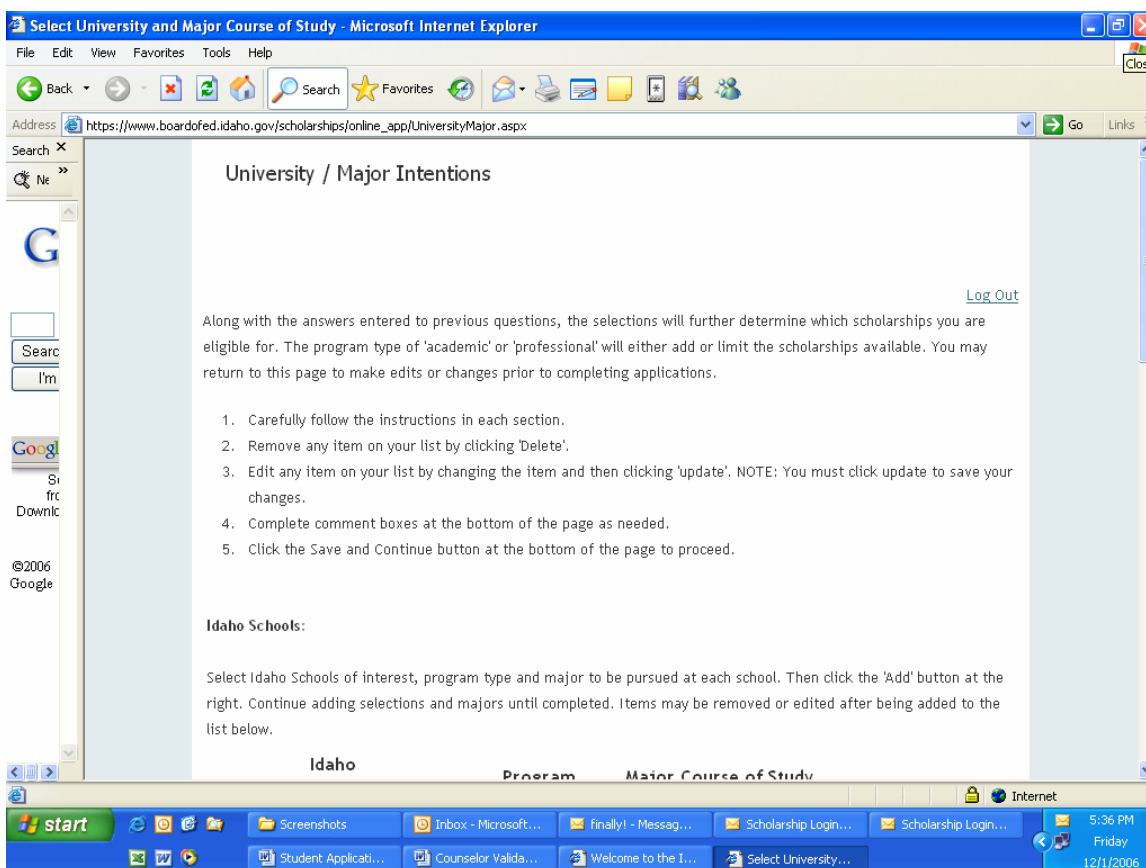 Select University and Major Course of Study - Microsoft Internet Explorer
File Edit View Favorites Tools Help
Clos
Back Search Favorites
Address https://www.boardofed.idaho.gov/scholarships/online_app/UniversityMajor.aspx Go Links
Search X
Ne »
University / Major Intentions
G
Log Out
Along with the answers entered to previous questions, the selections will further determine which scholarships you are
eligible for. The program type of 'academic' or 'professional' will either add or limit the scholarships available. You may
return to this page to make edits or changes prior to completing applications.
Searc
I'm
1. Carefully follow the instructions in each section.
2. Remove any item on your list by clicking 'Delete'.
3. Edit any item on your list by changing the item and then clicking 'update'. NOTE: You must click update to save your
changes.
4. Complete comment boxes at the bottom of the page as needed.
5. Click the Save and Continue button at the bottom of the page to proceed.
Googl
frc
Downlc
©2006
Google
Idaho Schools:
Select Idaho Schools of interest, program type and major to be pursued at each school. Then click the 'Add' button at the
right. Continue adding selections and majors until completed. Items may be removed or edited after being added to the
list below.
Idaho
Program Major Course of Study
Internet
start Screenshots Inbox - Microsoft... finally! - Messag... Scholarship Login... Scholarship Login... 5:36 PM
Friday
Student Applicati... Counselor Valida... Welcome to the I... Select University... 12/1/2006